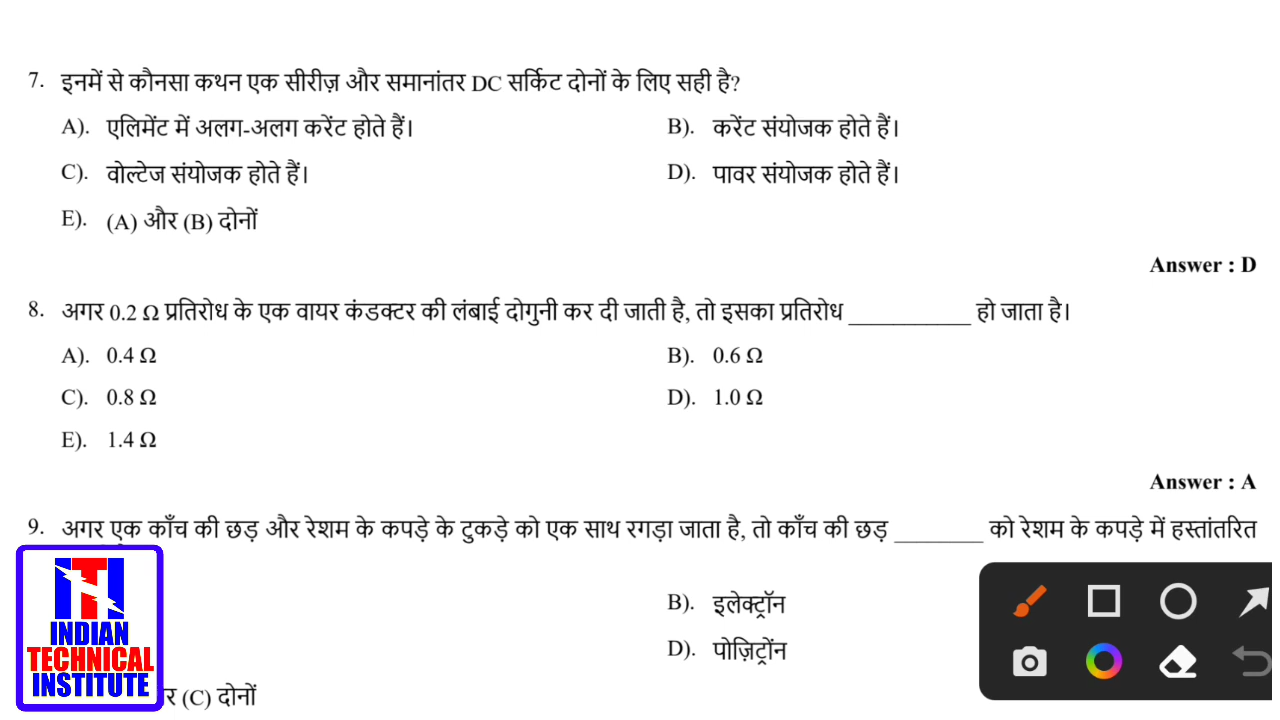 7. इनमें से कौनसा कथन एक सीरीज़ और समानांतर DC सर्किट दोनों के लिए सही है?
A). एलिमेंट में अलग-अलग करेंट होते हैं। B). करेंट संयोजक होते हैं।
C). वोल्टेज संयोजक होते हैं। D). पावर संयोजक होते हैं।
E). (A) और (B) दोनों
Answer : D
8. अगर 0.2 Ω प्रतिरोध के एक वायर कंडक्टर की लंबाई दोगुनी कर दी जाती है, तो इसका प्रतिरोध ___________ हो जाता है।
A). 0.4 Ω B). 0.6 Ω
C). 0.8 Ω D). 1.0 Ω
E). 1.4 Ω
Answer : A
9. अगर एक काँच की छड़ और रेशम के कपड़े के टुकड़े को एक साथ रगड़ा जाता है, तो काँच की छड़ ________ को रेशम के कपड़े में हस्तांतरित
B). इलेक्ट्रॉन
D). पोज़िट्रोंन
(C) दोनों
ITI
INDIAN
TECHNICAL
INSTITUTE